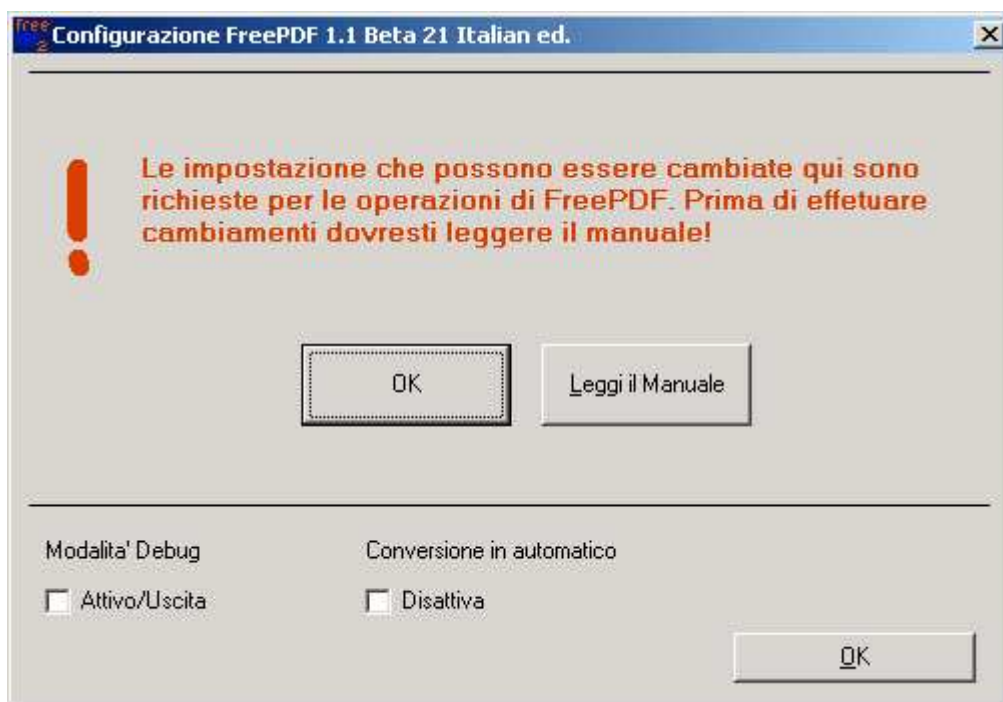 free
2
Configurazione FreePDF 1.1 Beta 21 Italian ed.
!
Le impostazione che possono essere cambiate qui sono
richieste per le operazioni di FreePDF. Prima di effetuare
cambiamenti dovresti leggere il manuale!
OK
Leggi il Manuale
Modalita' Debug
Conversione in automatico
Attivo/Uscita
Disattiva
OK